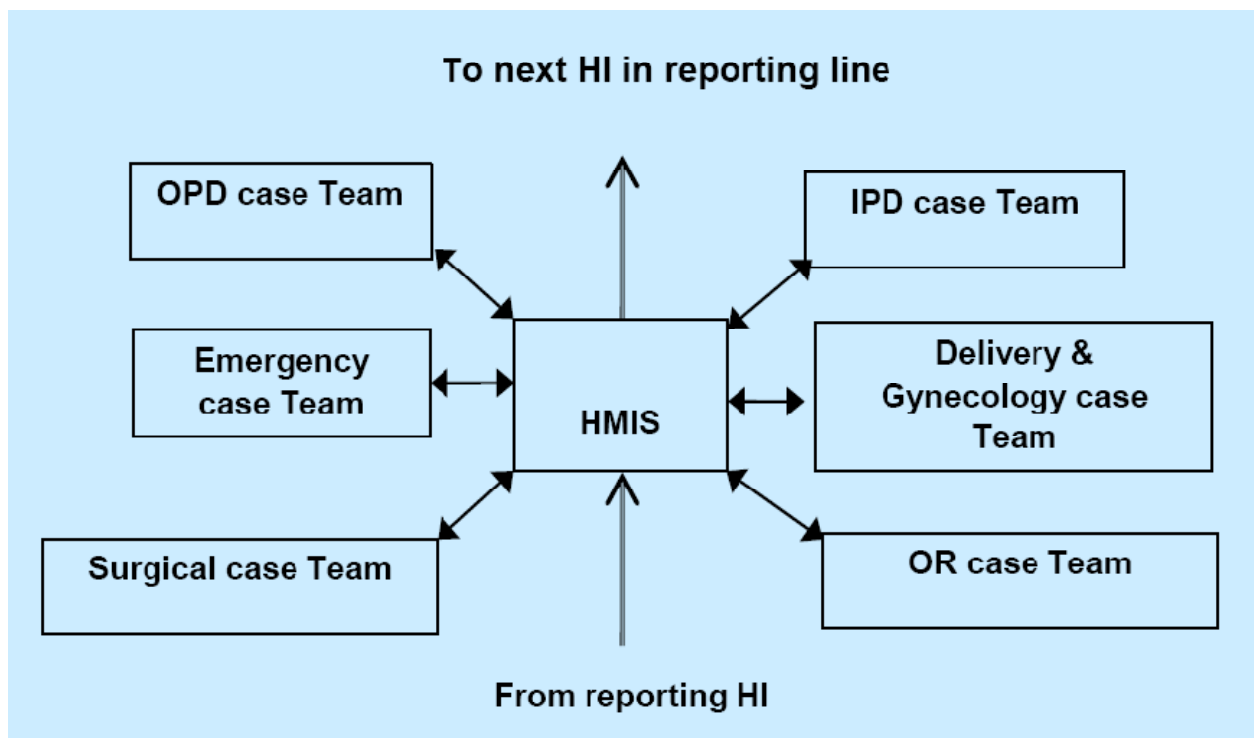 To next HI in reporting line
OPD case Team
IPD case Team
Emergency
case Team
HMIS
Delivery &
Gynecology case
Team
Surgical case Team
OR case Team
From reporting HI